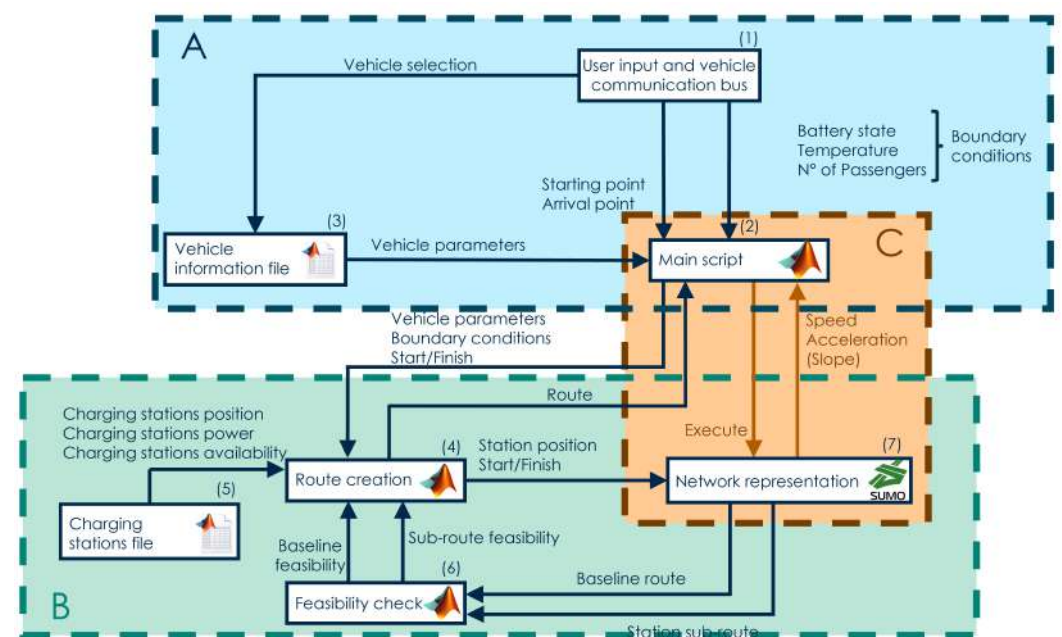 A
(1)
Vehicle selection
User input and vehicle
communication bus
Battery state
Temperature
N° of Passengers
Boundary
conditions
Starting point
Arrival point
(3)
(2)
C
Vehicle
information file
Vehicle parameters
Main script
Vehicle parameters
Boundary conditions
Start/Finish
Speed
Acceleration
(Slope)
Route
Charging stations position
Charging stations power
Charging stations availability
Execute
(4)
Station position
Start/Finish
(7)
Route creation
Network representation
SUMO
(5)
Charging
stations file
Baseline
feasibility
Sub-route feasibility
(6)
Baseline route
Feasibility check
B
Station sub-route